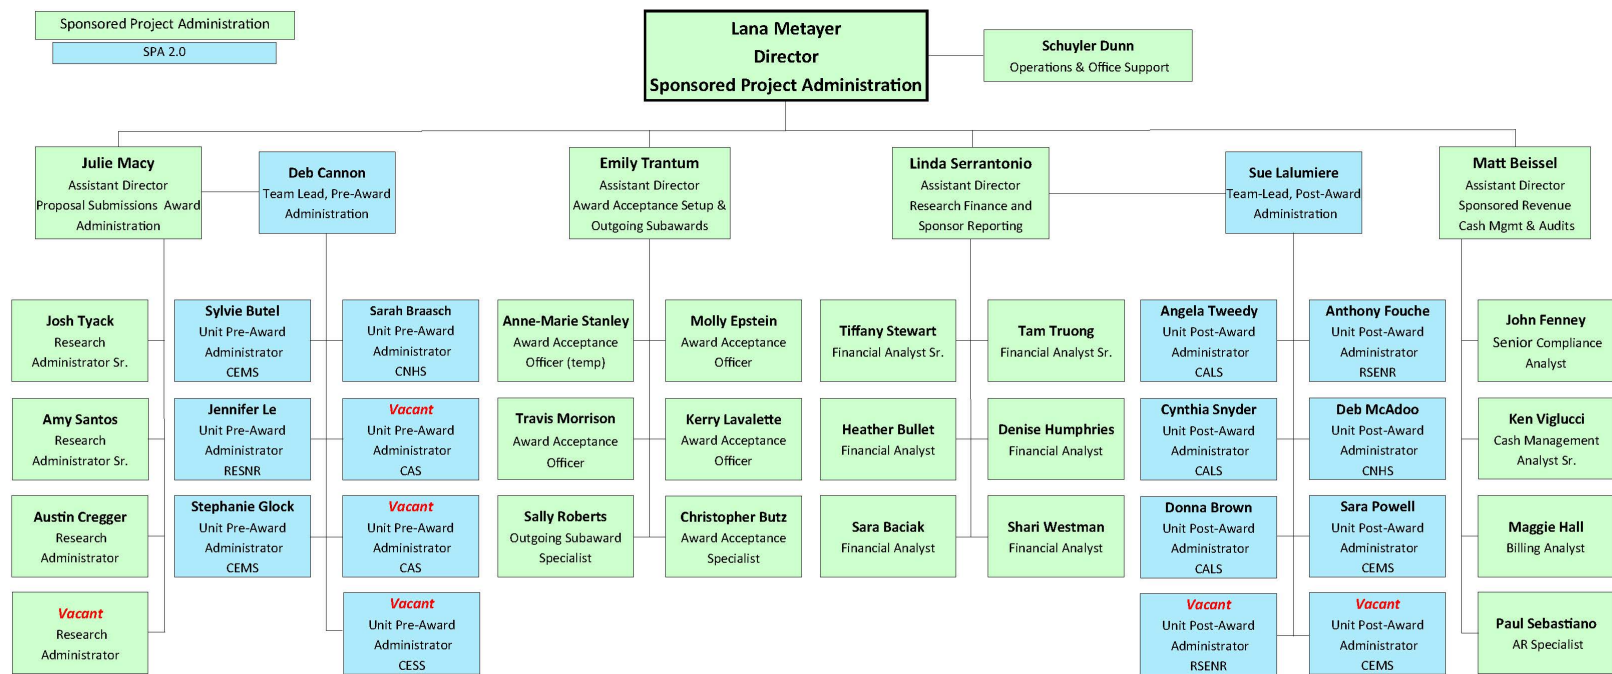 Sponsored Project Administration
SPA 2.0
Lana Metayer
Director
Sponsored Project Administration
Schuyler Dunn
Operations & Office Support
Julie Macy
Assistant Director
Proposal Submissions Award
Administration
Deb Cannon
Team Lead, Pre-Award
Administration
Emily Trantum
Assistant Director
Award Acceptance Setup &
Outgoing Subawards
Linda Serrantonio
Assistant Director
Research Finance and
Sponsor Reporting
Sue Lalumiere
Team-Lead, Post-Award
Administration
Matt Beissel
Assistant Director
Sponsored Revenue
Cash Mgmt & Audits
Josh Tyack
Research
Administrator Sr.
Sylvie Butel
Unit Pre-Award
Administrator
CEMS
Sarah Braasch
Unit Pre-Award
Administrator
CNHS
Anne-Marie Stanley
Award Acceptance
Officer (temp)
Molly Epstein
Award Acceptance
Officer
Tiffany Stewart
Financial Analyst Sr.
Tam Truong
Financial Analyst Sr.
Angela Tweedy
Unit Post-Award
Administrator
CALS
Anthony Fouche
Unit Post-Award
Administrator
RSENR
John Fenney
Senior Compliance
Analyst
Amy Santos
Research
Administrator Sr.
Jennifer Le
Unit Pre-Award
Administrator
RESNR
Vacant
Unit Pre-Award
Administrator
CAS
Travis Morrison
Award Acceptance
Officer
Kerry Lavalette
Award Acceptance
Officer
Heather Bullet
Financial Analyst
Denise Humphries
Financial Analyst
Cynthia Snyder
Unit Post-Award
Administrator
CALS
Deb McAdoo
Unit Post-Award
Administrator
CNHS
Ken Viglucci
Cash Management
Analyst Sr.
Austin Cregger
Research
Administrator
Stephanie Glock
Unit Pre-Award
Administrator
CEMS
Vacant
Unit Pre-Award
Administrator
CAS
Sally Roberts
Outgoing Subaward
Specialist
Christopher Butz
Award Acceptance
Specialist
Sara Baciak
Financial Analyst
Shari Westman
Financial Analyst
Donna Brown
Unit Post-Award
Administrator
CALS
Sara Powell
Unit Post-Award
Administrator
CEMS
Maggie Hall
Billing Analyst
Vacant
Research
Administrator
Vacant
Unit Pre-Award
Administrator
CESS
Vacant
Unit Post-Award
Administrator
RSENR
Vacant
Unit Post-Award
Administrator
CEMS
Paul Sebastiano
AR Specialist